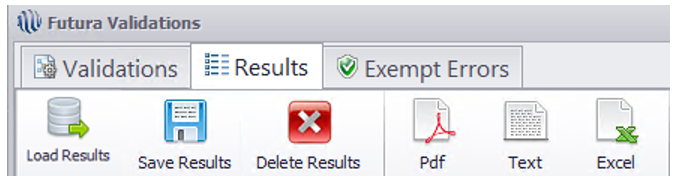 Futura Validations
Validations Results Exempt Errors
Load Results Save Results Delete Results Pdf Text Excel